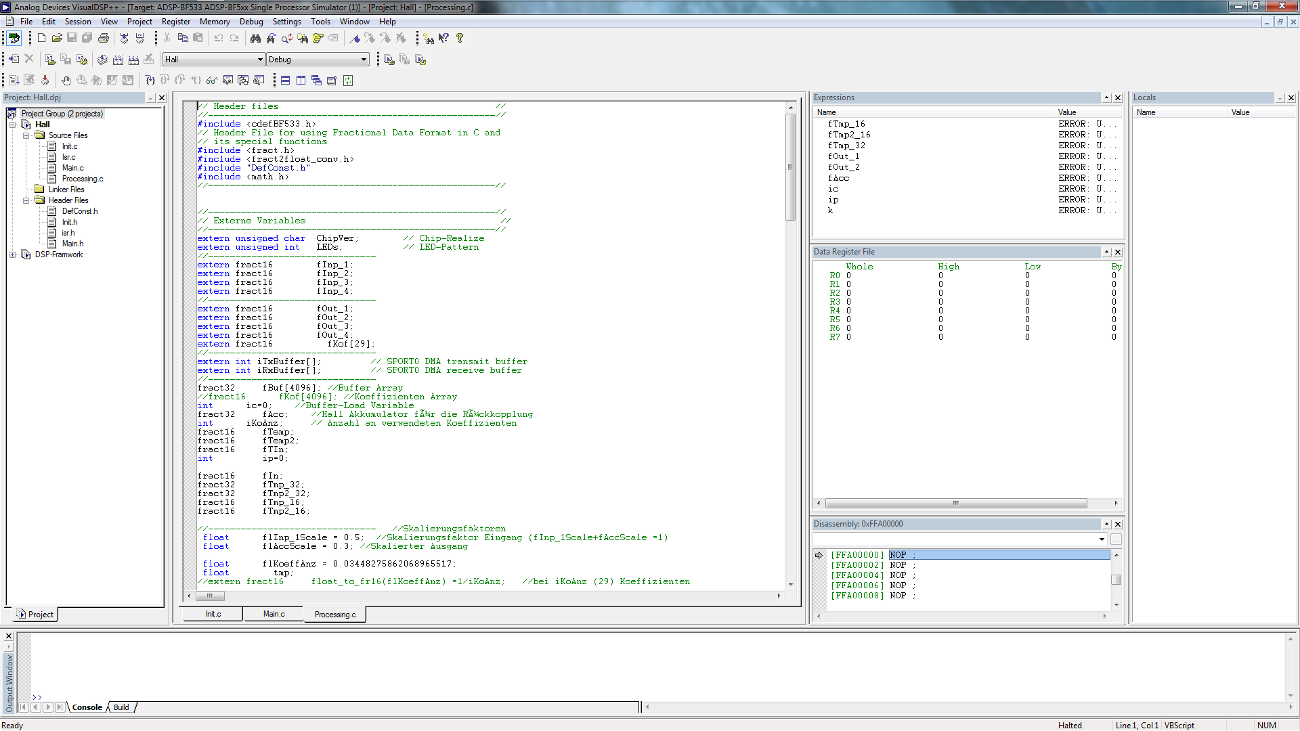 Analog Devices VisualDSP++ - [Target: ADSP-BF533 ADSP-BF5xx Single Processor Simulator (1)] - [Project: Hall] - [Processing.c]
File Edit Session View Project Register Memory Debug Settings Tools Window Help
Hall Debug
Project: Hall.dpj
Project Group (2 projects)
Hall
Source Files
Init.c
Isr.c
Main.c
Processing.c
Linker Files
Header Files
DefConst.h
Init.h
isr.h
Main.h
DSP-Framwork
Project
// Header files //
//------------------------------------------------------//
#include <cdefBF533.h>
// Header File for using Fractional Data Format in C and
// its special functions
#include <fract.h>
#include <fract2float_conv.h>
#include "DefConst.h"
#include <math.h>
//------------------------------------------------------//
//------------------------------------------------------//
// Externe Variables //
//------------------------------------------------------//
extern unsigned char ChipVer; // Chip-Realize
extern unsigned int LEDs; // LED-Pattern
//-------------------------------
extern fract16 fInp_1;
extern fract16 fInp_2;
extern fract16 fInp_3;
extern fract16 fInp_4;
//-------------------------------
extern fract16 fOut_1;
extern fract16 fOut_2;
extern fract16 fOut_3;
extern fract16 fOut_4;
extern fract16 fKof[29];
//-------------------------------
extern int iTxBuffer[]; // SPORT0 DMA transmit buffer
extern int iRxBuffer[]; // SPORT0 DMA receive buffer
//-------------------------------
fract32 fBuf[4096]; //Buffer Array
//fract16 fKof[4096]; //Koeffizienten Array
int ic=0; //Buffer-Load Variable
fract32 fAcc; //Hall Akkumulator fÃ¼r die RÃ¼ckkopplung
int iKoAnz; // Anzahl an verwendeten Koeffizienten
fract16 fTemp;
fract16 fTemp2;
fract16 fTIn;
int ip=0;
fract16 fIn;
fract32 fTmp_32;
fract32 fTmp2_32;
fract16 fTmp_16;
fract16 fTmp2_16;
//------------------------------- //Skalierungsfaktoren
float flInp_1Scale = 0.5; //Skalierungsfaktor Eingang (fInp_1Scale+fAccScale =1)
float flAccScale = 0.3; //Skalierter Ausgang
float flKoeffAnz = 0.03448275862068965517;
float tmp;
//extern fract16 float_to_fr16(flKoeffAnz) =1/iKoAnz; //bei iKoAnz (29) Koeffizienten
Init.c Main.c Processing.c
Expressions
Name Value
fTmp_16 ERROR: U...
fTmp2_16 ERROR: U...
fTmp_32 ERROR: U...
fOut_1 ERROR: U...
fOut_2 ERROR: U...
fAcc ERROR: U...
ic ERROR: U...
ip ERROR: U...
k ERROR: U...
Data Register File
Whole High Low By
R0 0 0 0 0
R1 0 0 0 0
R2 0 0 0 0
R3 0 0 0 0
R4 0 0 0 0
R5 0 0 0 0
R6 0 0 0 0
R7 0 0 0 0
Disassembly: 0xFFA00000
[FFA00000] NOP ;
[FFA00002] NOP ;
[FFA00004] NOP ;
[FFA00006] NOP ;
[FFA00008] NOP ;
Locals
Name Value
Output Window
>>
Console Build
Ready Halted Line 1, Col 1 VBScript NUM